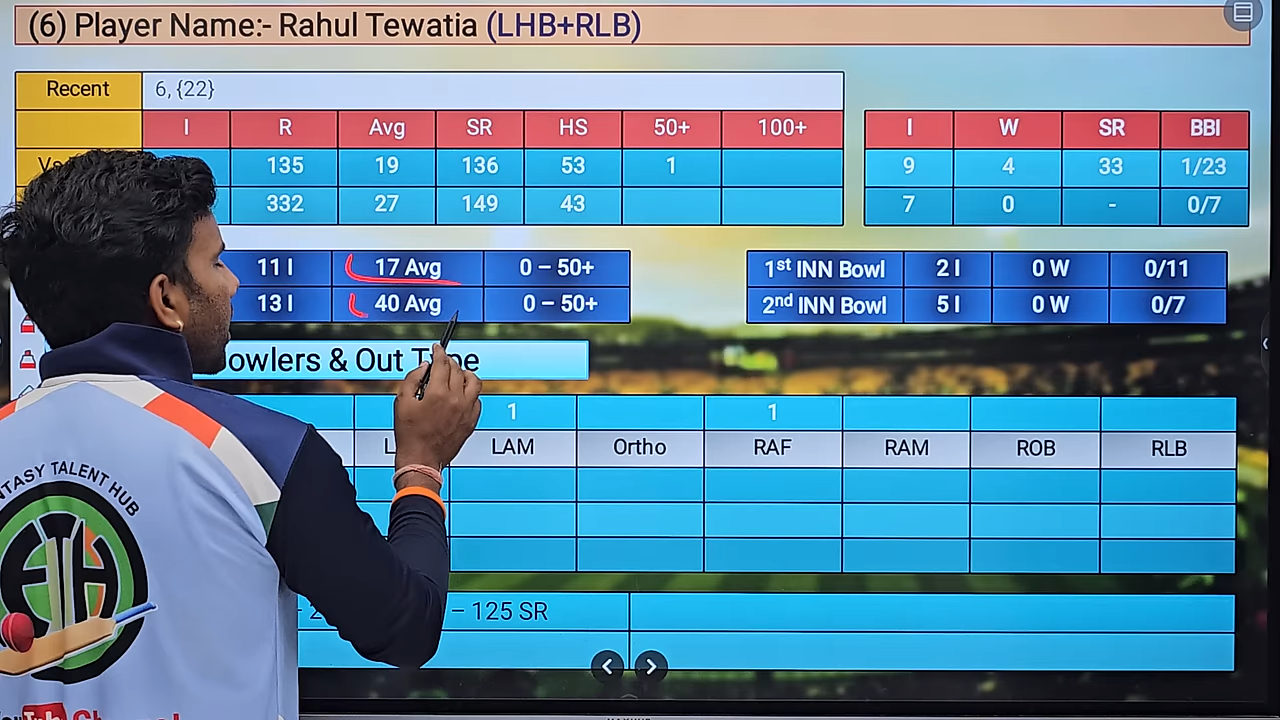 (6) Player Name:- Rahul Tewatia (LHB+RLB)
Recent 6, {22}
I R Avg SR HS 50+ 100+ I W SR BBI
135 19 136 53 1 9 4 33 1/23
332 27 149 43 7 0 - 0/7
11 I 17 Avg 0 – 50+ 1st INN Bowl 2 I 0 W 0/11
13 I 40 Avg 0 – 50+ 2nd INN Bowl 5 I 0 W 0/7
& Out Type
1 1
LAM Ortho RAF RAM ROB RLB
– 125 SR
TALENT HUB
FTH